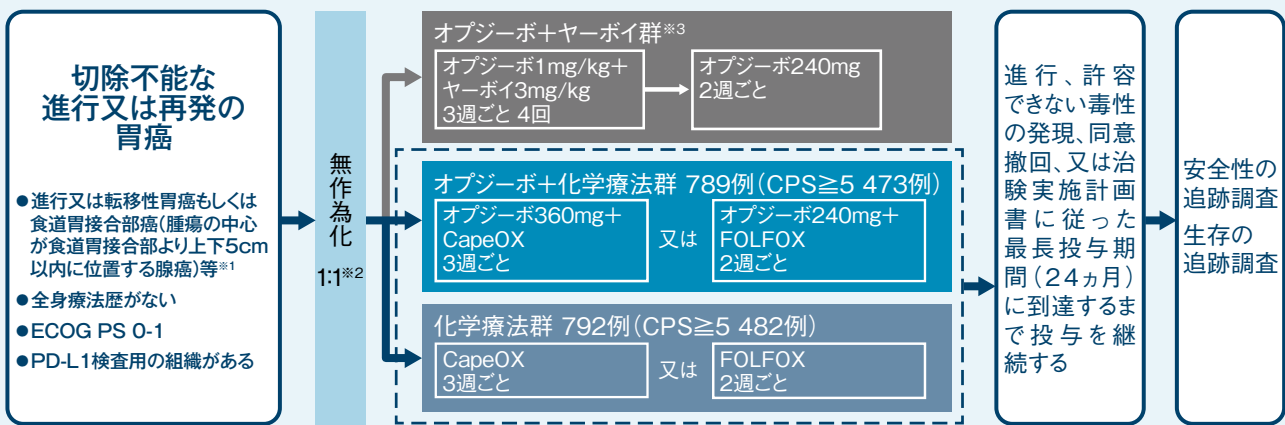 切除不能な
進行又は再発の
胃癌
●進行又は転移性胃癌もしくは
食道胃接合部癌(腫瘍の中心
が食道胃接合部より上下5cm
以内に位置する腺癌)等※1
●全身療法歴がない
●ECOG PS 0-1
●PD-L1検査用の組織がある
無作為化
1:1※2
オプジーボ+ヤーボイ群※3
オプジーボ1mg/kg+
ヤーボイ3mg/kg
3週ごと 4回
オプジーボ240mg
2週ごと
オプジーボ+化学療法群 789例(CPS≧5 473例)
オプジーボ360mg+
CapeOX
3週ごと
又は
オプジーボ240mg+
FOLFOX
2週ごと
化学療法群 792例(CPS≧5 482例)
CapeOX
3週ごと
又は
FOLFOX
2週ごと
進行、許容
できない毒性
の発現、同意
撤回、又は治
験実施計画
書に従った
最長投与期
間(24ヵ月)
に到達するま
で投与を継
続する
安全性の
追跡調査
生存の
追跡調査